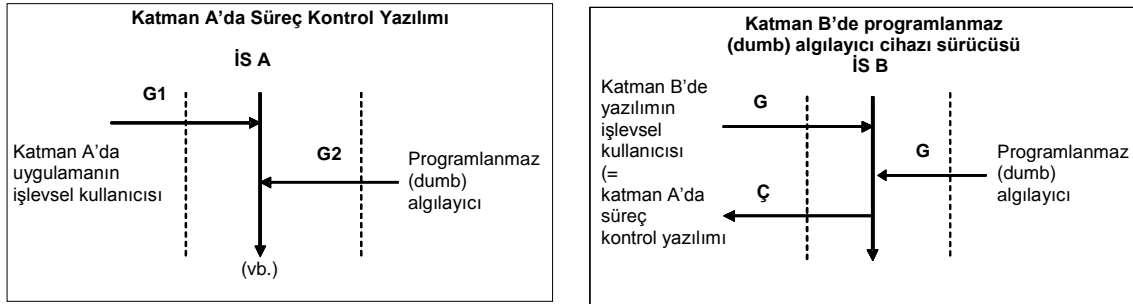 Katman A’da Süreç Kontrol Yazılımı
İS A
G1
Katman A’da
uygulamanın
işlevsel kullanıcısı
G2
Programlanmaz
(dumb)
algılayıcı
(vb.)
Katman B’de programlanmaz
(dumb) algılayıcı cihazı sürücüsü
İS B
Katman B’de
yazılımın
işlevsel
kullanıcısı
(=
katman A’da
süreç
kontrol yazılımı
G
G
Ç
Programlanmaz
(dumb)
algılayıcı